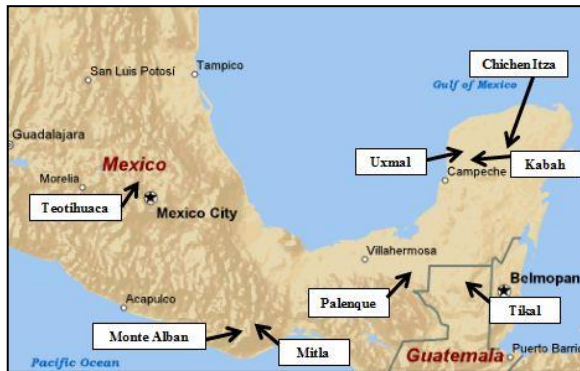 Chichen Itza
Gulf of Mexico
Tampico
San Luis Potosí
Guadalajara
Mexico
Uxmal
Kabah
Campeche
Morelia
Teotihuaca
Mexico City
Villahermosa
Belmopan
Palenque
Tikal
Acapulco
Monte Alban
Mitla
Guatemala
Puerto Barrio
Pacific Ocean